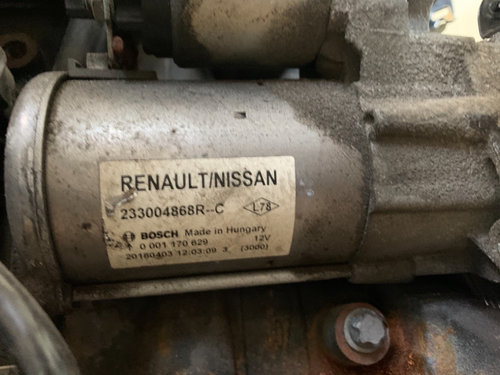 RENAULT/NISSAN
233004868R--C L78
BOSCH Made in Hungary
0 001 170 629 12V
20160403 12:03:09 3 (3000)